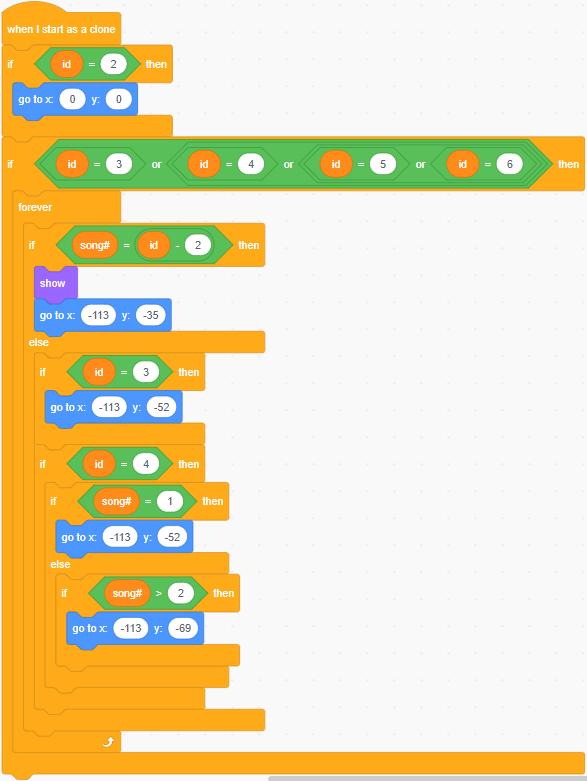 when I start as a clone
if id = 2 then
go to x: 0 y: 0
if id = 3 or id = 4 or id = 5 or id = 6 then
forever
if song# = id - 2 then
show
go to x: -113 y: -35
else
if id = 3 then
go to x: -113 y: -52
if id = 4 then
if song# = 1 then
go to x: -113 y: -52
else
if song# > 2 then
go to x: -113 y: -69